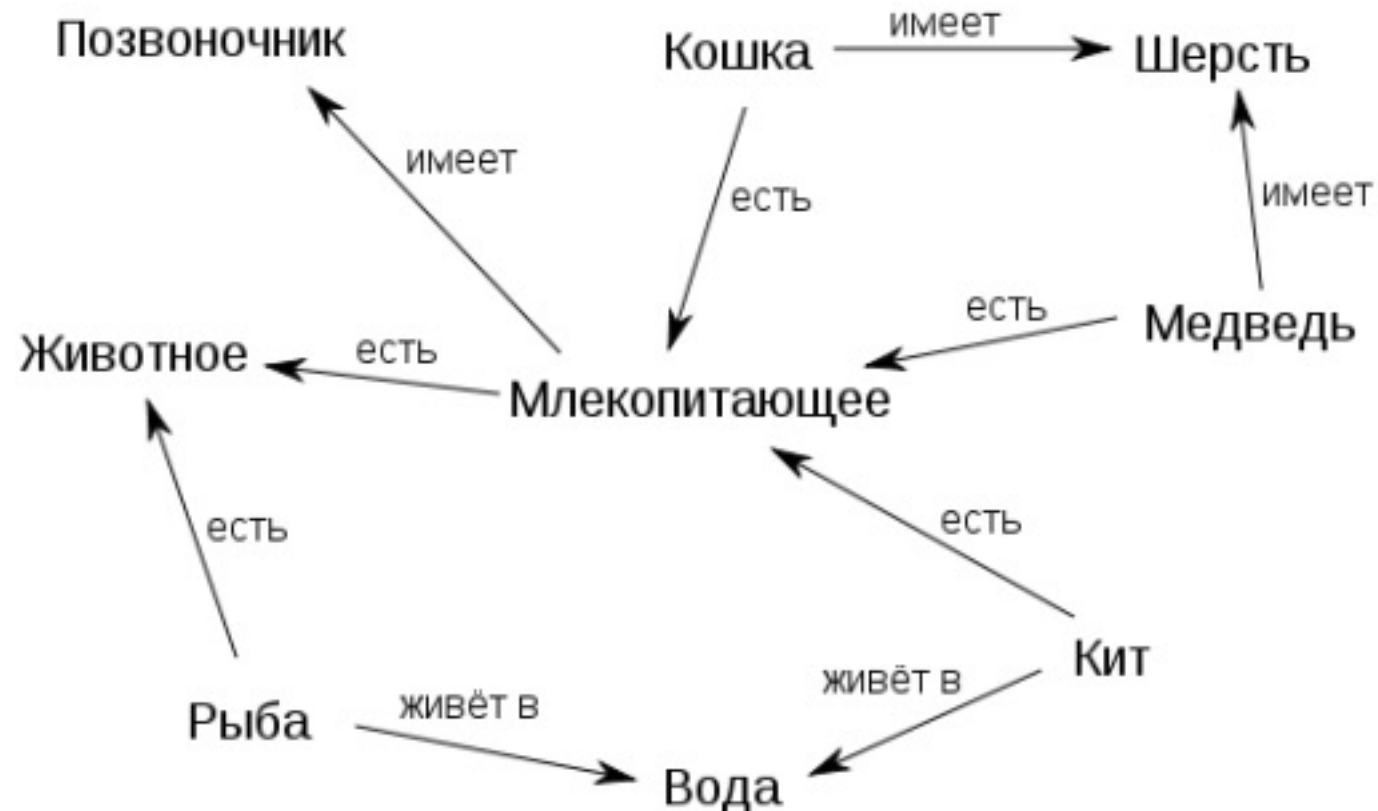 Позвоночник
Кошка
имеет
Шерсть
имеет
есть
имеет
Животное
есть
Млекопитающее
есть
Медведь
есть
есть
Рыба
живёт в
живёт в
Кит
Вода